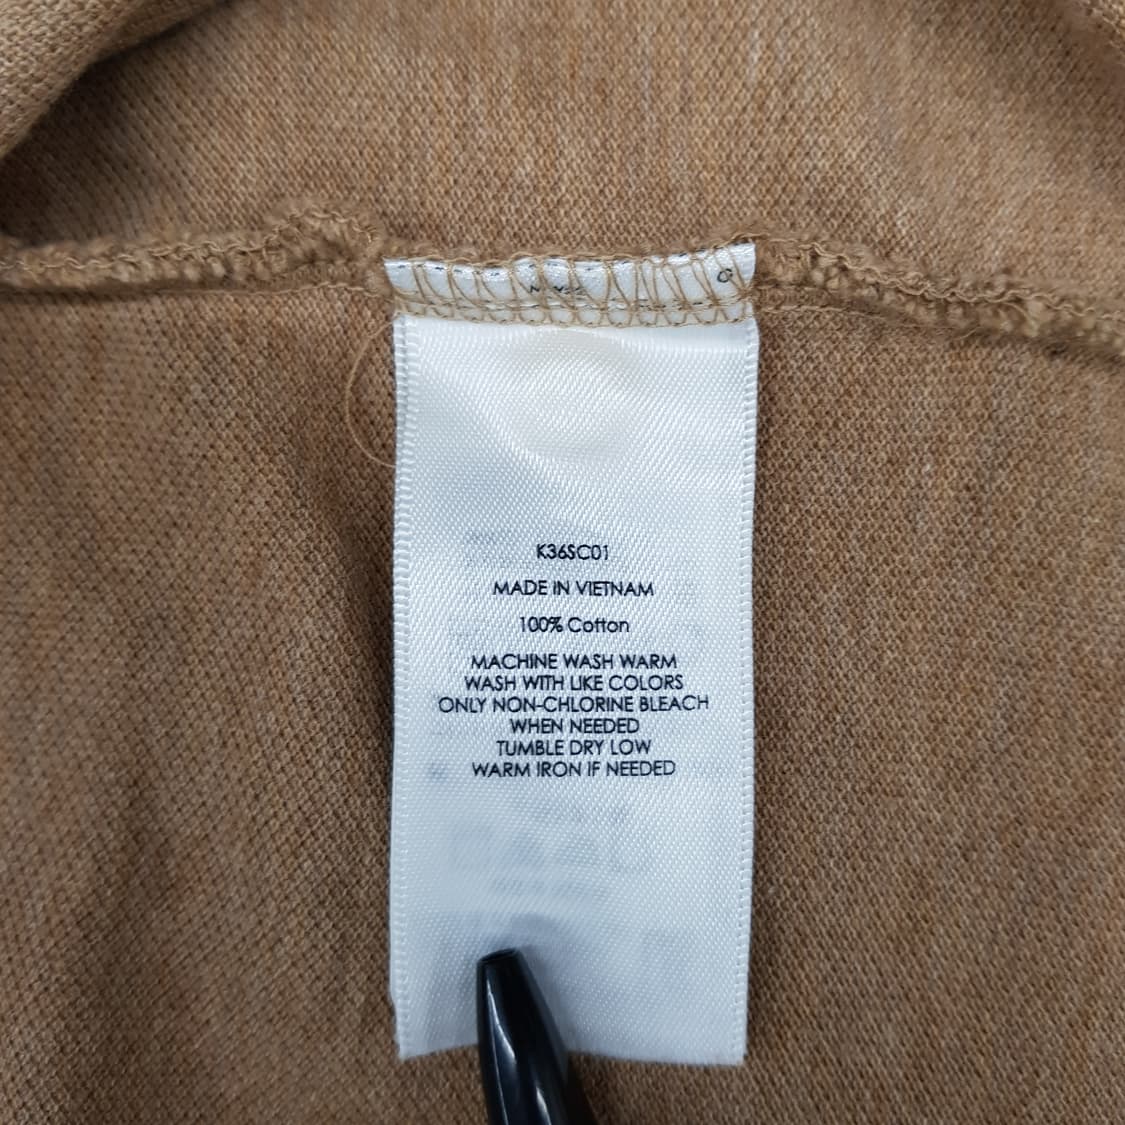 K36SC01
MADE IN VIETNAM
100% Cotton
MACHINE WASH WARM
WASH WITH LIKE COLORS
ONLY NON-CHLORINE BLEACH
WHEN NEEDED
TUMBLE DRY LOW
WARM IRON IF NEEDED